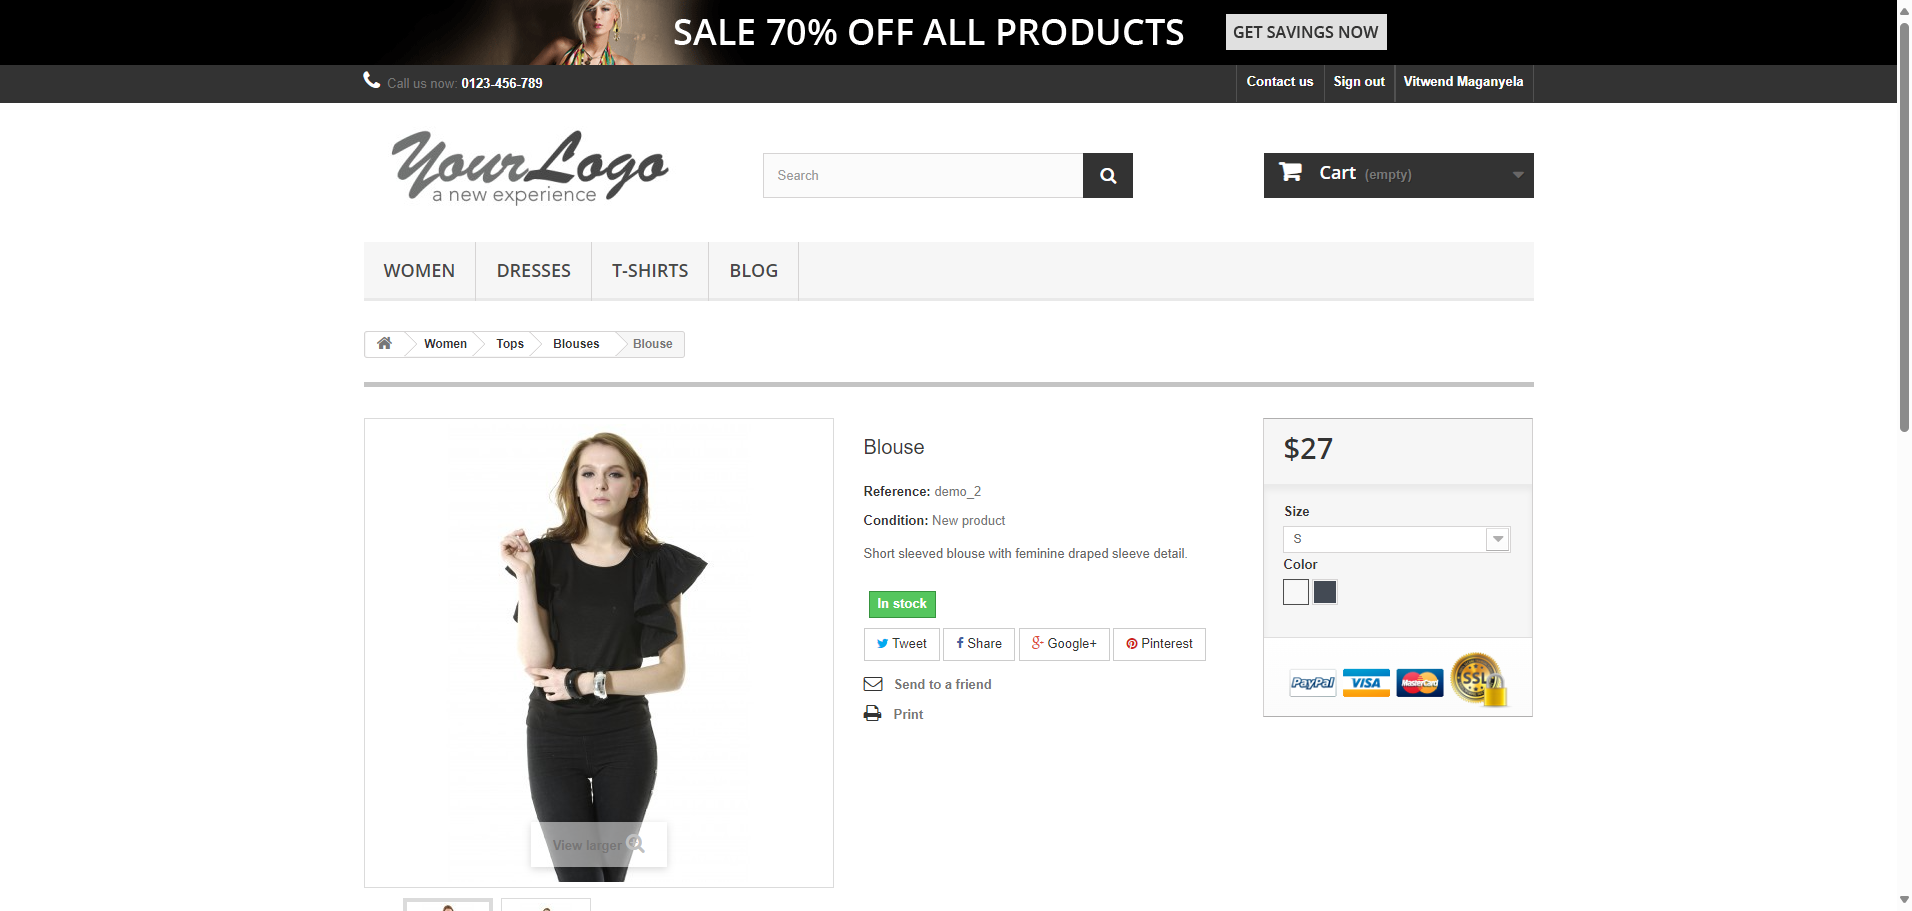 SALE 70% OFF ALL PRODUCTS
GET SAVINGS NOW
Call us now: 0123-456-789
Contact us
Sign out
Vitwend Maganyela
YourLogo
a new experience
Search
Cart (empty)
WOMEN
DRESSES
T-SHIRTS
BLOG
Women
Tops
Blouses
Blouse
View larger
Blouse
Reference: demo_2
Condition: New product
Short sleeved blouse with feminine draped sleeve detail.
In stock
Tweet
Share
Google+
Pinterest
Send to a friend
Print
$27
Size
S
Color
PayPal
VISA
MasterCard
SSL